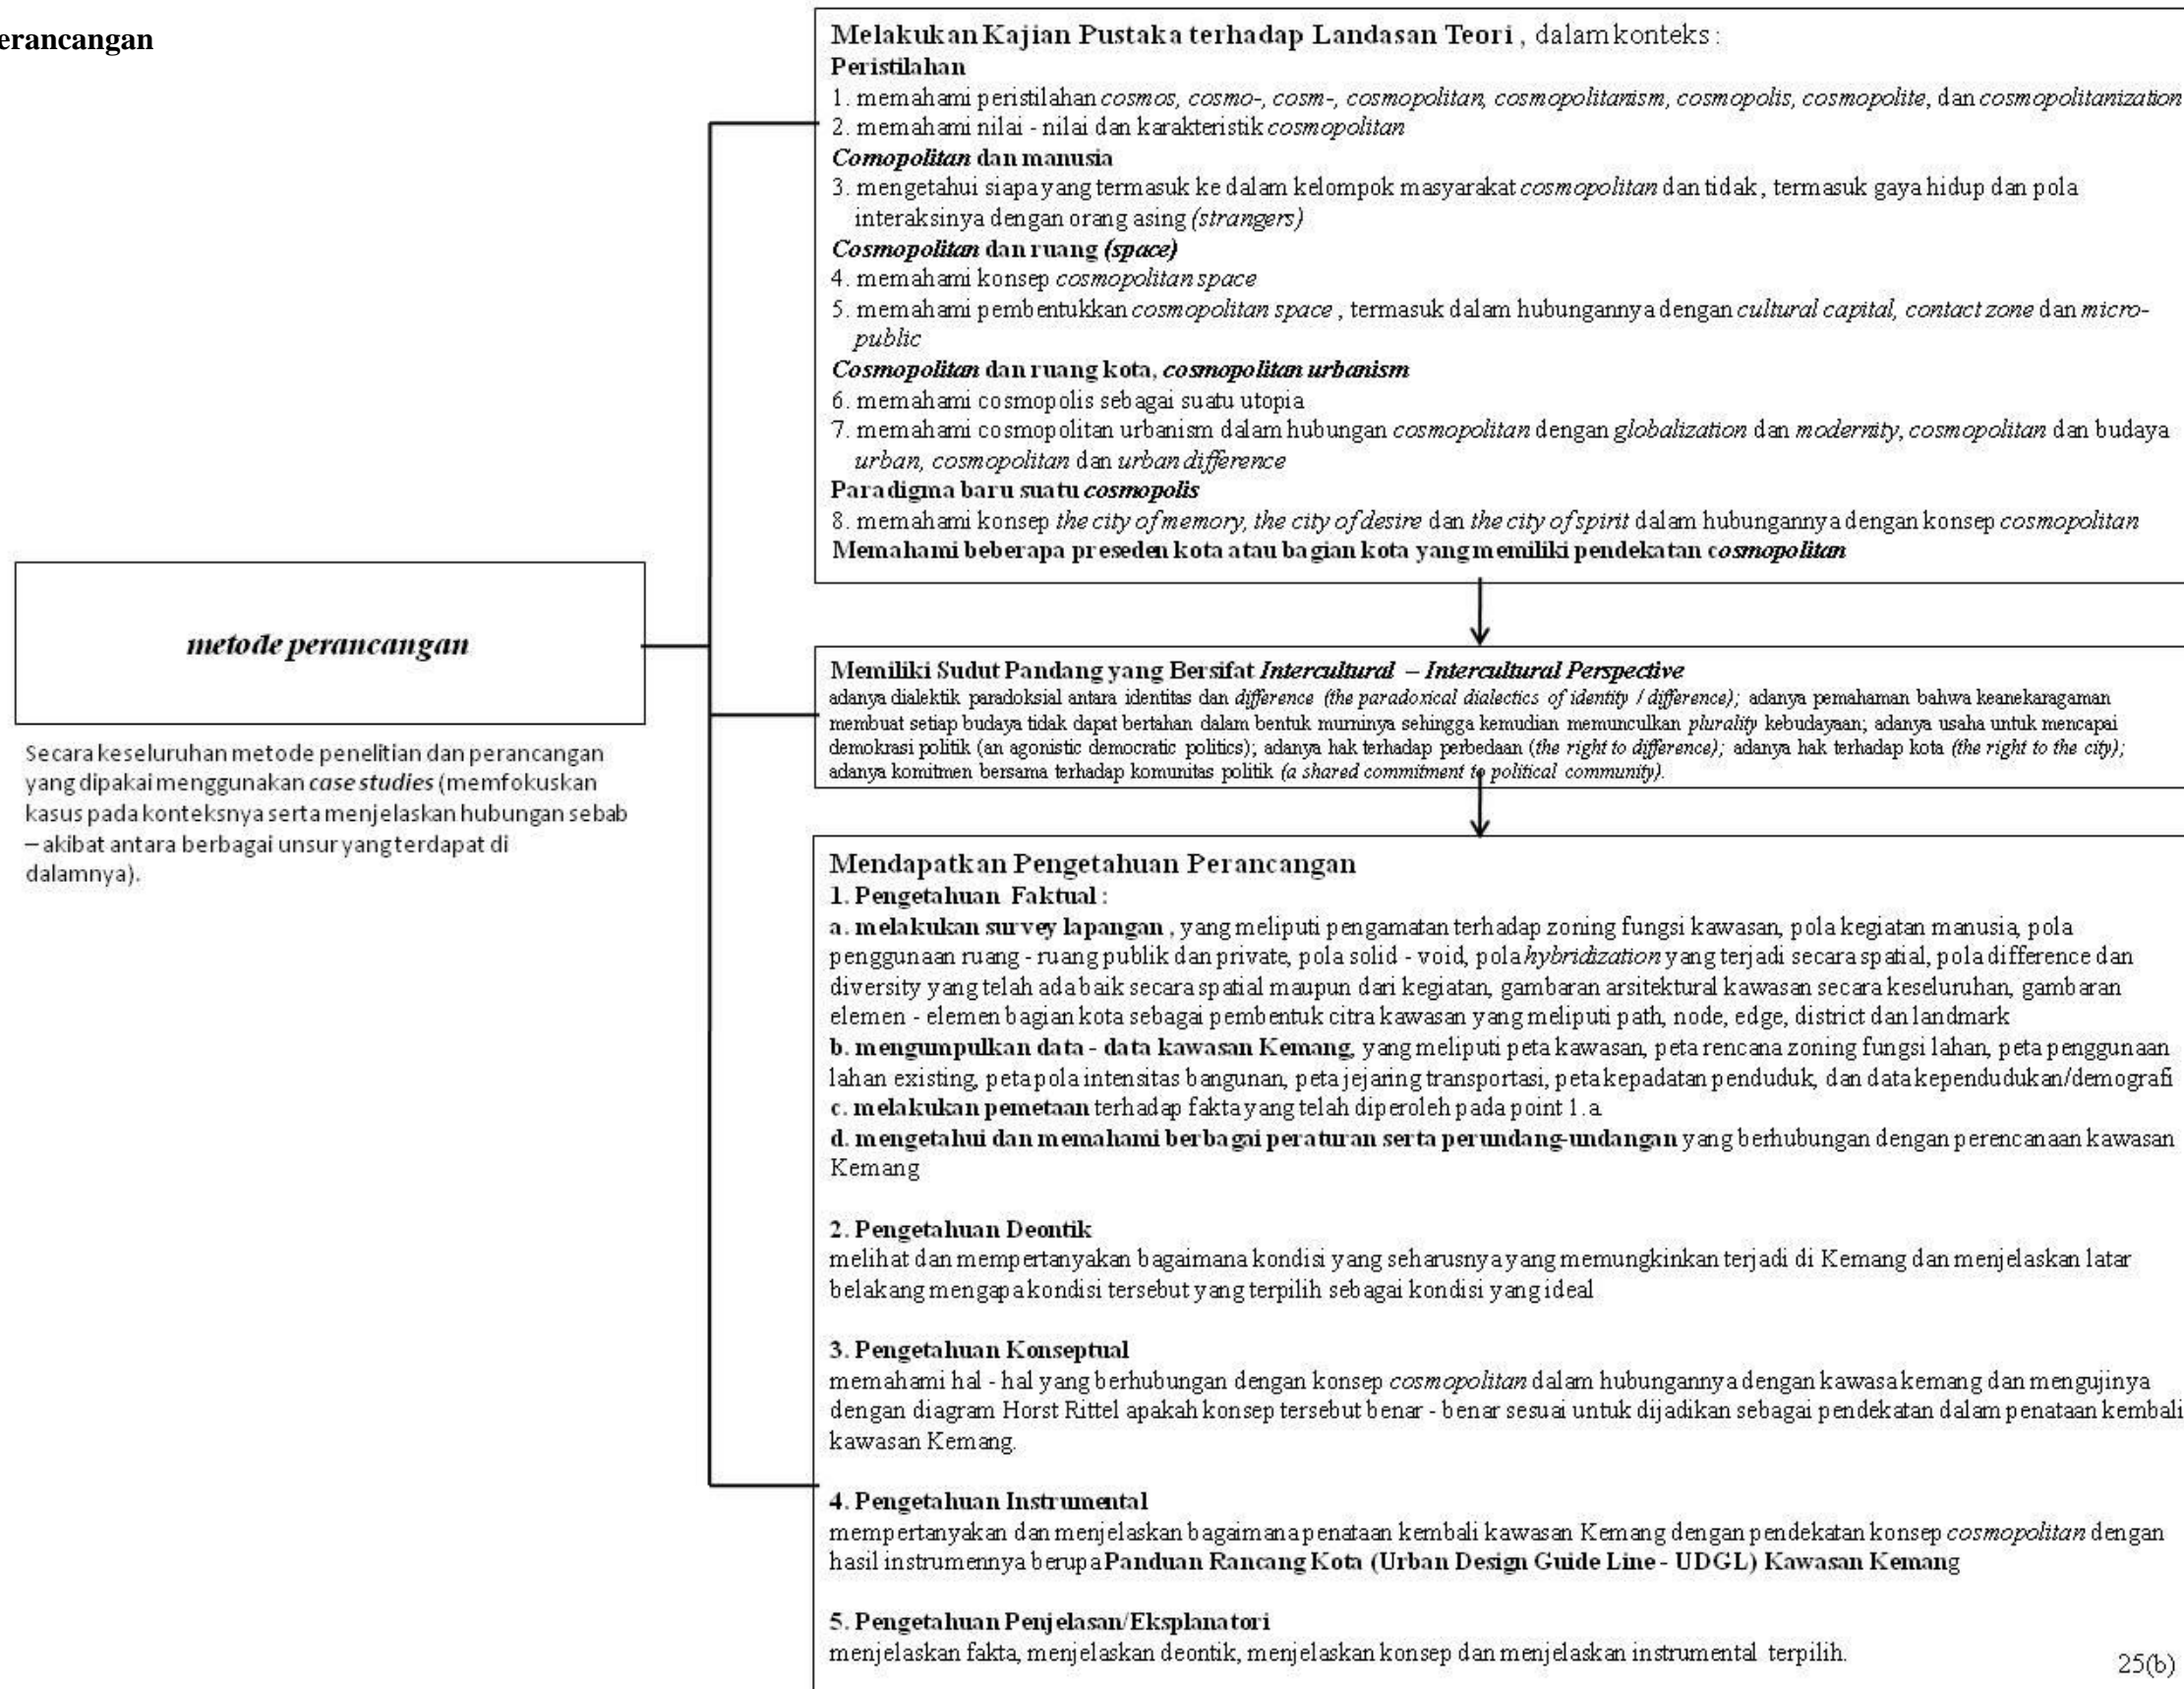 erancangan
Melakukan Kajian Pustaka terhadap Landasan Teori , dalam konteks :
Peristilahan
1. memahami peristilahan cosmos, cosmo-, cosm-, cosmopolitan, cosmopolitanism, cosmopolis, cosmopolite, dan cosmopolitanization
2. memahami nilai - nilai dan karakteristik cosmopolitan
Comopolitan dan manusia
3. mengetahui siapa yang termasuk ke dalam kelompok masyarakat cosmopolitan dan tidak, termasuk gaya hidup dan pola
interaksinya dengan orang asing (strangers)
Cosmopolitan dan ruang (space)
4. memahami konsep cosmopolitan space
5. memahami pembentukkan cosmopolitan space , termasuk dalam hubungannya dengan cultural capital, contact zone dan micro-
public
Cosmopolitan dan ruang kota, cosmopolitan urbanism
6. memahami cosmopolis sebagai suatu utopia
7. memahami cosmopolitan urbanism dalam hubungan cosmopolitan dengan globalization dan modernity, cosmopolitan dan budaya
urban, cosmopolitan dan urban difference
Paradigma baru suatu cosmopolis
8. memahami konsep the city of memory, the city of desire dan the city of spirit dalam hubungannya dengan konsep cosmopolitan
Memahami beberapa preseden kota atau bagian kota yang memiliki pendekatan cosmopolitan
metode perancangan
Secara keseluruhan metode penelitian dan perancangan
yang dipakai menggunakan case studies (memfokuskan
kasus pada konteksnya serta menjelaskan hubungan sebab
– akibat antara berbagai unsur yang terdapat di
dalamnya).
Memiliki Sudut Pandang yang Bersifat Intercultural – Intercultural Perspective
adanya dialektik paradoksial antara identitas dan difference (the paradoxical dialectics of identity / difference); adanya pemahaman bahwa keanekaragaman
membuat setiap budaya tidak dapat bertahan dalam bentuk murninya sehingga kemudian memunculkan plurality kebudayaan; adanya usaha untuk mencapai
demokrasi politik (an agonistic democratic politics); adanya hak terhadap perbedaan (the right to difference); adanya hak terhadap kota (the right to the city);
adanya komitmen bersama terhadap komunitas politik (a shared commitment to political community).
Mendapatkan Pengetahuan Perancangan
1. Pengetahuan Faktual :
a. melakukan survey lapangan , yang meliputi pengamatan terhadap zoning fungsi kawasan, pola kegiatan manusia, pola
penggunaan ruang - ruang publik dan private, pola solid - void, pola hybridization yang terjadi secara spatial, pola difference dan
diversity yang telah ada baik secara spatial maupun dari kegiatan, gambaran arsitektural kawasan secara keseluruhan, gambaran
elemen - elemen bagian kota sebagai pembentuk citra kawasan yang meliputi path, node, edge, district dan landmark
b. mengumpulkan data - data kawasan Kemang, yang meliputi peta kawasan, peta rencana zoning fungsi lahan, peta penggunaan
lahan existing, peta pola intensitas bangunan, peta jejaring transportasi, peta kepadatan penduduk, dan data kependudukan/demografi
c. melakukan pemetaan terhadap fakta yang telah diperoleh pada point 1.a
d. mengetahui dan memahami berbagai peraturan serta perundang-undangan yang berhubungan dengan perencanaan kawasan
Kemang
2. Pengetahuan Deontik
melihat dan mempertanyakan bagaimana kondisi yang seharusnya yang memungkinkan terjadi di Kemang dan menjelaskan latar
belakang mengapa kondisi tersebut yang terpilih sebagai kondisi yang ideal
3. Pengetahuan Konseptual
memahami hal - hal yang berhubungan dengan konsep cosmopolitan dalam hubungannya dengan kawasa kemang dan mengujinya
dengan diagram Horst Rittel apakah konsep tersebut benar - benar sesuai untuk dijadikan sebagai pendekatan dalam penataan kembali
kawasan Kemang.
4. Pengetahuan Instrumental
mempertanyakan dan menjelaskan bagaimana penataan kembali kawasan Kemang dengan pendekatan konsep cosmopolitan dengan
hasil instrumennya berupa Panduan Rancang Kota (Urban Design Guide Line - UDGL) Kawasan Kemang
5. Pengetahuan Penjelasan/Eksplanatori
menjelaskan fakta, menjelaskan deontik, menjelaskan konsep dan menjelaskan instrumental terpilih.
25(b)